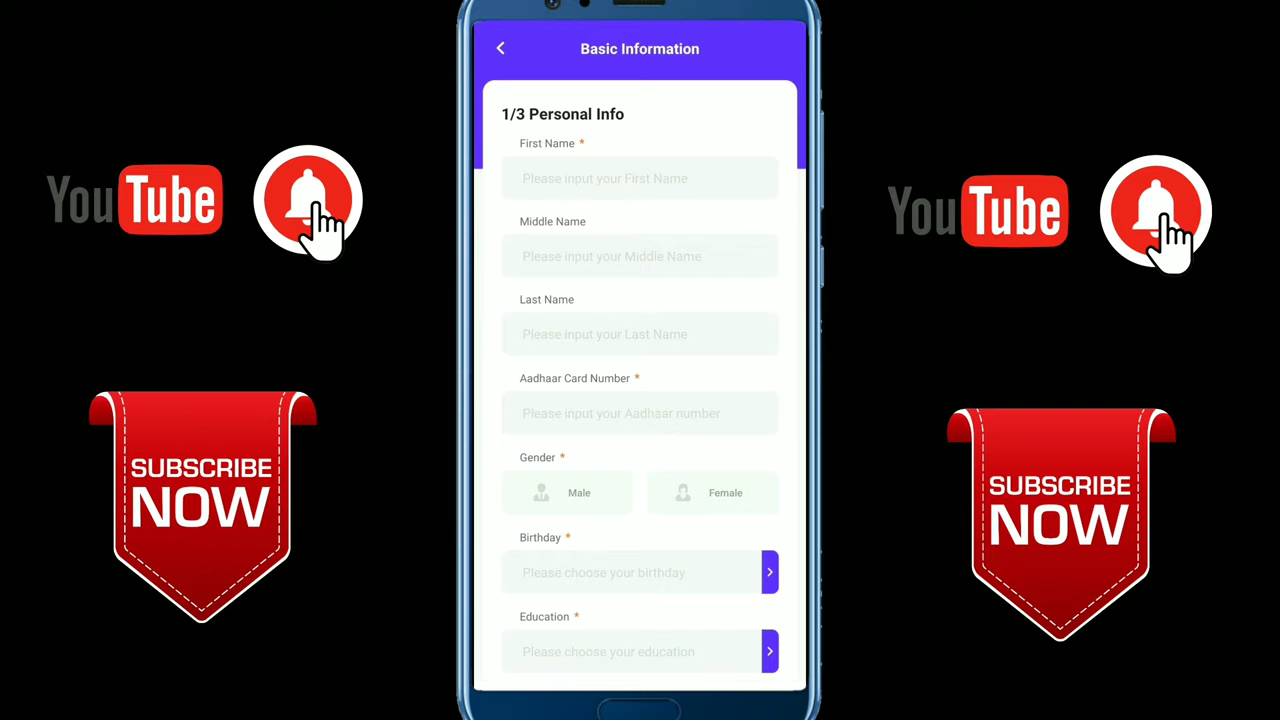 Basic Information
1/3 Personal Info
First Name *
Please input your First Name
Middle Name
Please input your Middle Name
Last Name
Please input your Last Name
Aadhaar Card Number *
Please input your Aadhaar number
Gender *
Male
Female
Birthday *
Please choose your birthday
Education *
Please choose your education
YouTube
SUBSCRIBE
NOW
YouTube
SUBSCRIBE
NOW